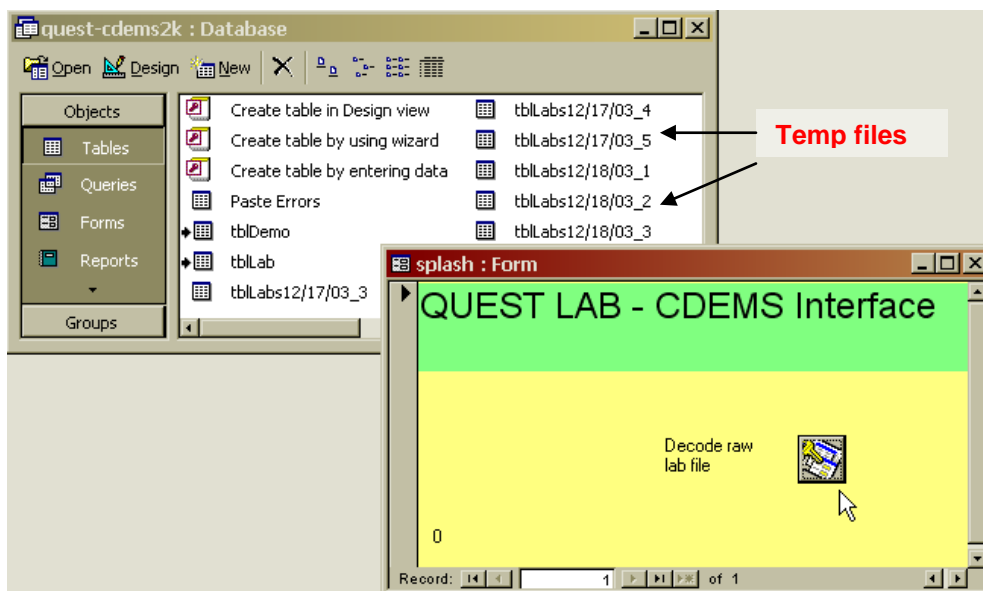 quest-cdems2k : Database
Open Design New
Objects
Tables
Queries
Forms
Reports
Groups
Create table in Design view
Create table by using wizard
Create table by entering data
Paste Errors
tblDemo
tblLab
tblLabs12/17/03_3
tblLabs12/17/03_4
tblLabs12/17/03_5
tblLabs12/18/03_1
tblLabs12/18/03_2
tblLabs12/18/03_3
Temp files
splash : Form
QUEST LAB - CDEMS Interface
Decode raw
lab file
0
Record: 1 of 1